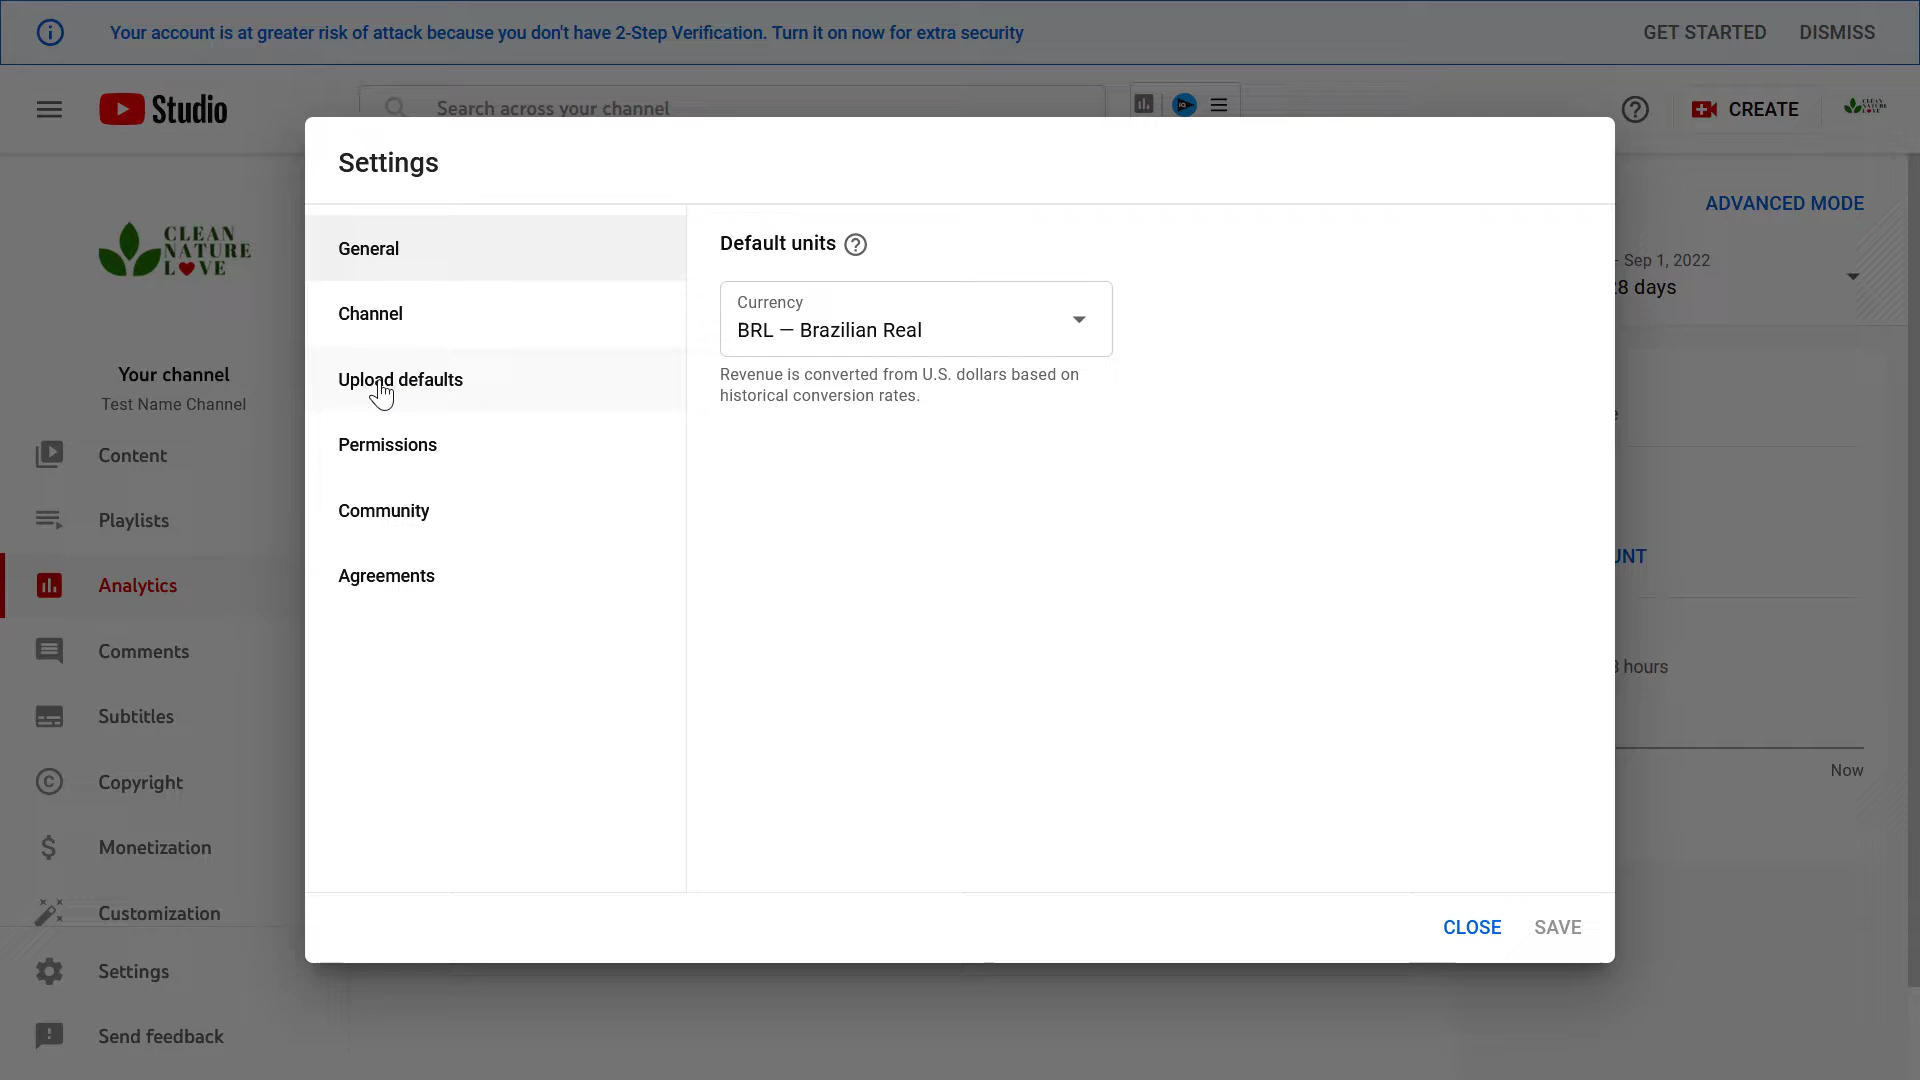 Your account is at greater risk of attack because you don't have 2-Step Verification. Turn it on now for extra security
GET STARTED
DISMISS
Studio
Search across your channel
CREATE
CLEAN
NATURE
LOVE
Your channel
Test Name Channel
Content
Playlists
Analytics
Comments
Subtitles
Copyright
Monetization
Customization
Settings
Send feedback
Settings
General
Channel
Upload defaults
Permissions
Community
Agreements
Default units
Currency
BRL — Brazilian Real
Revenue is converted from U.S. dollars based on
historical conversion rates.
CLOSE
SAVE
ADVANCED MODE
- Sep 1, 2022
8 days
UNT
hours
Now